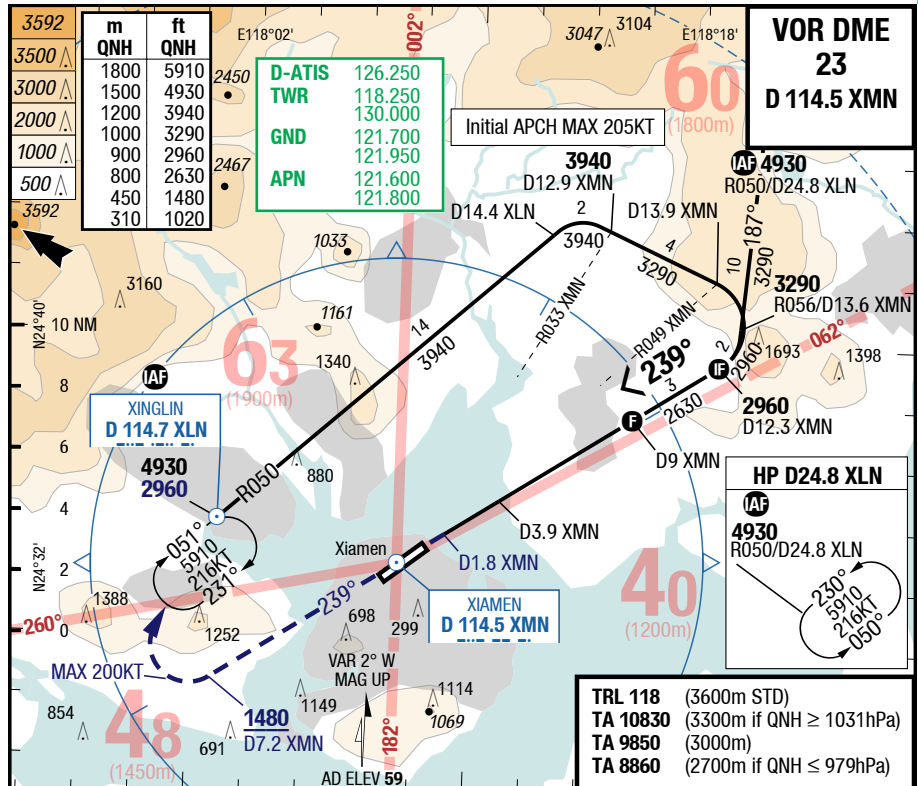 VOR DME
23
D 114.5 XMN
3592
3500
3000
2000
1000
500
3592
m ft
QNH QNH
1800 5910
1500 4930
1200 3940
1000 3290
900 2960
800 2630
450 1480
310 1020
E118°02'
002°
3047
3104
E118°18'
D-ATIS 126.250
TWR 118.250
130.000
GND 121.700
121.950
APN 121.600
121.800
2450
2467
1033
3160
1161
1340
880
60
(1800m)
Initial APCH MAX 205KT
3940
D12.9 XMN
D14.4 XLN
2
3940
D13.9 XMN
4
3290
IAF 4930
R050/D24.8 XLN
187°
10
3290
3290
R056/D13.6 XMN
R033 XMN
R049 XMN
14
3940
239°
3
2630
2
2960
IF
2960
D12.3 XMN
1693
062°
1398
F
D9 XMN
N24°40'
10 NM
8
6
4
N24°32'
2
0
63
(1900m)
IAF
XINGLIN
D 114.7 XLN
4930
2960
R050
051°
5910
216KT
231°
D3.9 XMN
D1.8 XMN
Xiamen
XIAMEN
D 114.5 XMN
239°
HP D24.8 XLN
IAF
4930
R050/D24.8 XLN
230°
5910
216KT
050°
40
(1200m)
260°
1388
1252
698
299
VAR 2° W
MAG UP
MAX 200KT
1480
D7.2 XMN
1149
1114
1069
854
691
48
(1450m)
182°
AD ELEV 59
TRL 118 (3600m STD)
TA 10830 (3300m if QNH ≥ 1031hPa)
TA 9850 (3000m)
TA 8860 (2700m if QNH ≤ 979hPa)